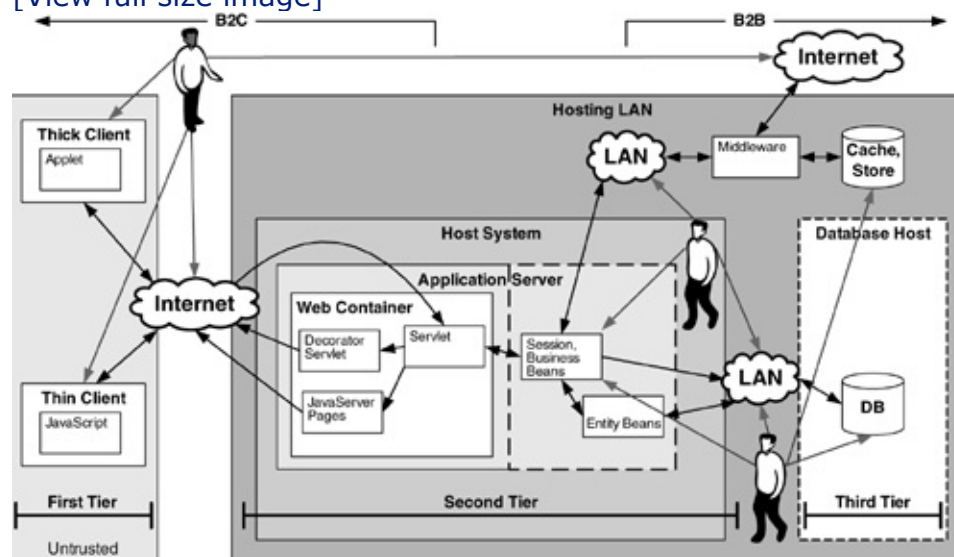 [View full size image]
B2C
B2B
Internet
Hosting LAN
Thick Client
Applet
LAN
Middleware
Cache,
Store
Host System
Database Host
Application Server
Internet
Web Container
Decorator
Servlet
Servlet
Session,
Business
Beans
LAN
Thin Client
JavaScript
JavaServer
Pages
Entity Beans
DB
First Tier
Second Tier
Third Tier
Untrusted